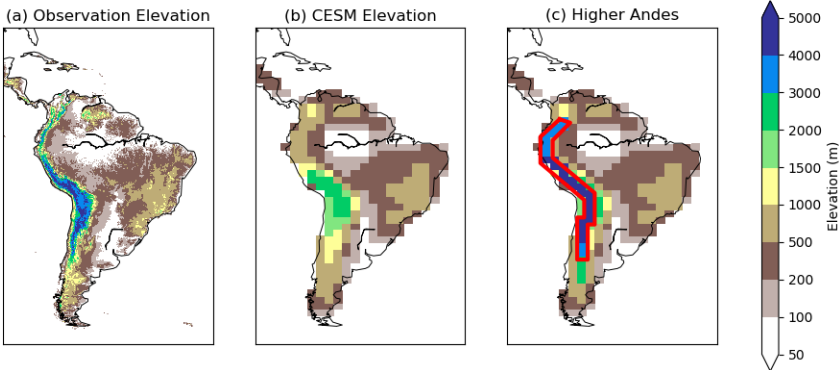 (a) Observation Elevation
(b) CESM Elevation
(c) Higher Andes
5000
4000
3000
2000
1500
1000
500
200
100
50
Elevation (m)